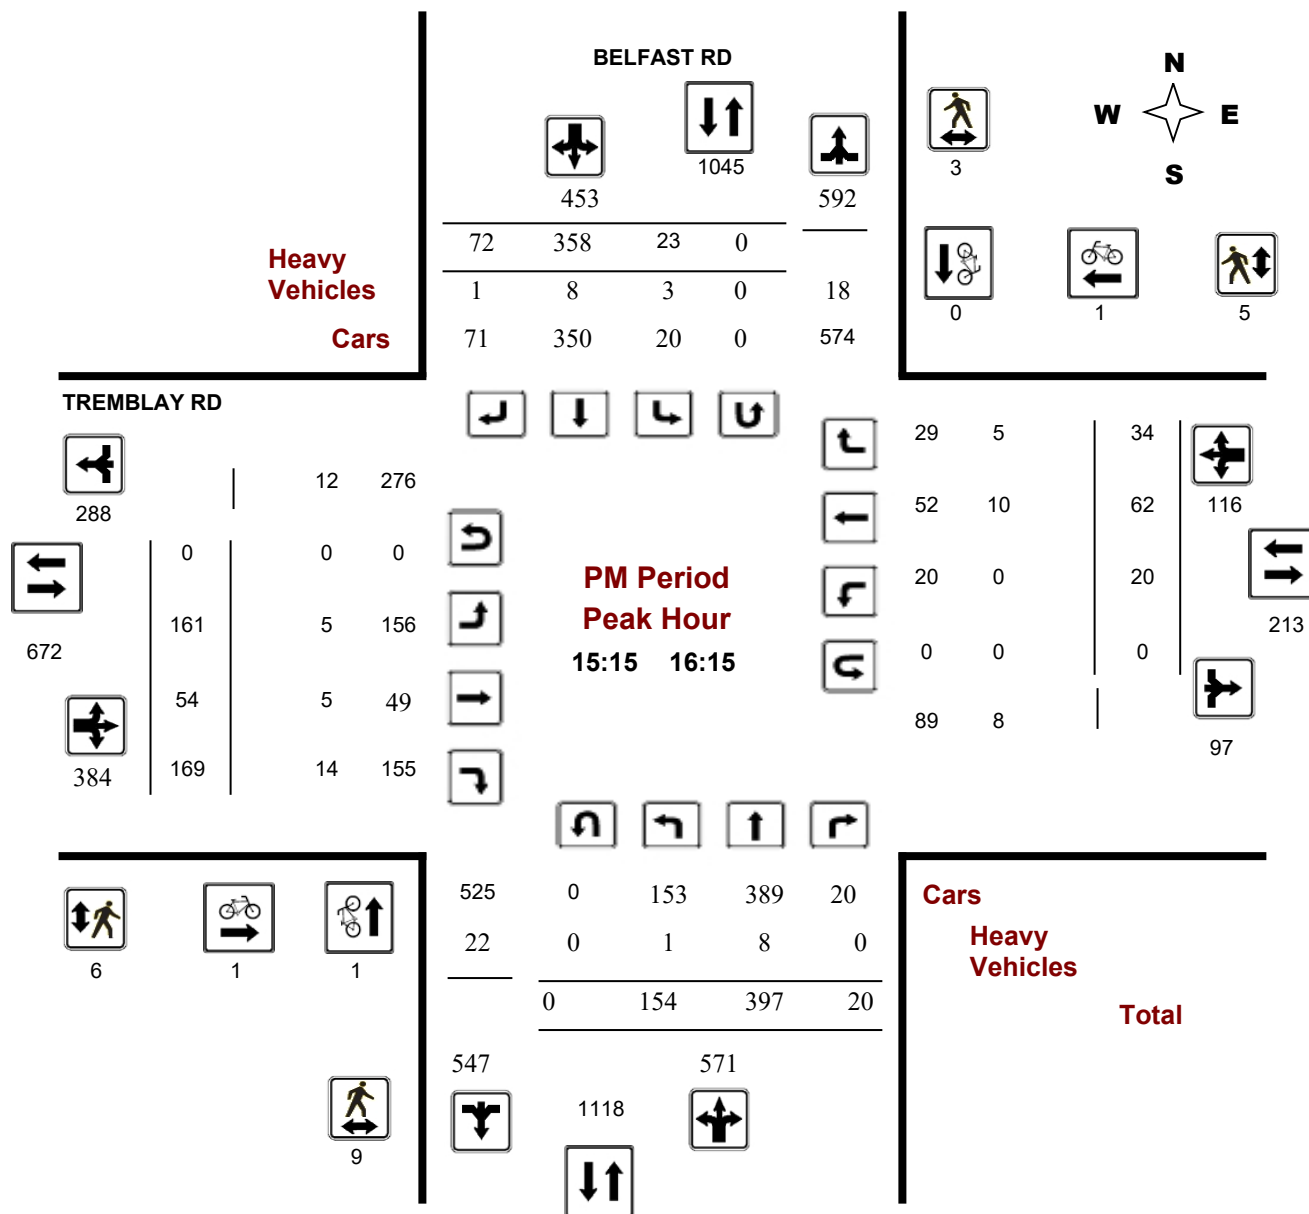 BELFAST RD
N
W E
S
1045
3
453
592
72 358 23 0
Heavy
Vehicles
1 8 3 0 18
0 1 5
Cars
71 350 20 0 574
TREMBLAY RD
29 5 34
12 276
288
52 10 62 116
0 0 0
PM Period
20 0 20
Peak Hour
161 5 156
213
672
15:15 16:15
0 0 0
54 5 49
89 8
97
384
169 14 155
525 0 153 389 20
Cars
22 0 1 8 0
Heavy
Vehicles
6 1 1
0 154 397 20
Total
547 571
1118
9